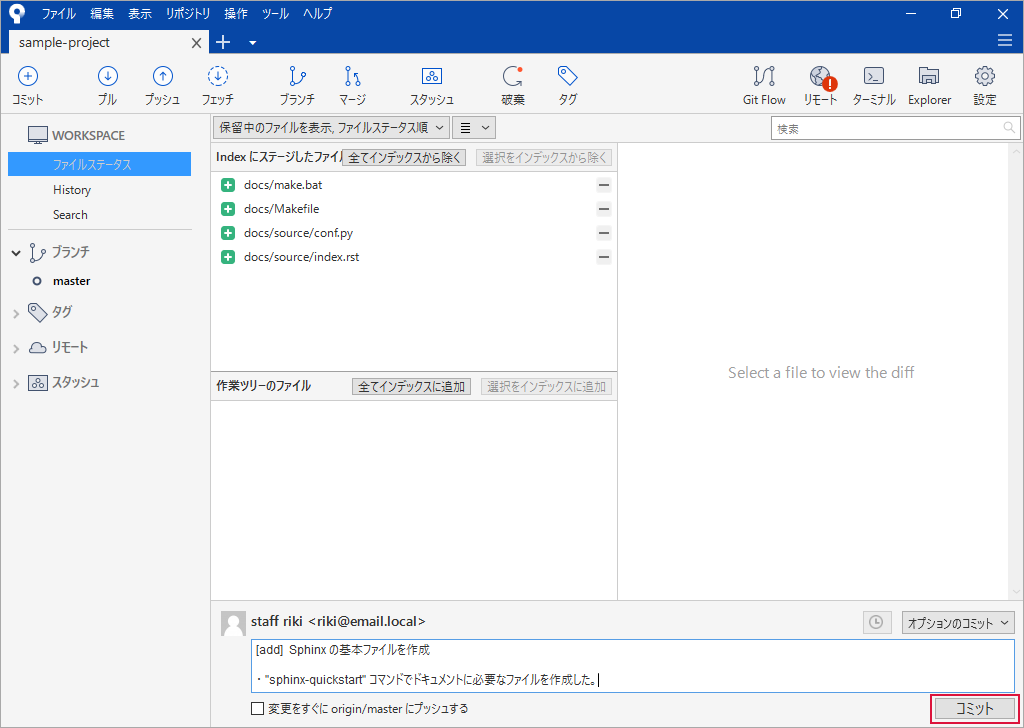 ファイル 編集 表示 リポジトリ 操作 ツール ヘルプ
sample-project
コミット プル プッシュ フェッチ ブランチ マージ スタッシュ 破棄 タグ Git Flow リモート ターミナル Explorer 設定
WORKSPACE
ファイルステータス
History
Search
ブランチ
master
タグ
リモート
スタッシュ
保留中のファイルを表示, ファイルステータス順
検索
Index にステージしたファイル 全てインデックスから除く 選択をインデックスから除く
docs/make.bat
docs/Makefile
docs/source/conf.py
docs/source/index.rst
作業ツリーのファイル 全てインデックスに追加 選択をインデックスに追加
Select a file to view the diff
staff riki <riki@email.local>
オプションのコミット
[add] Sphinx の基本ファイルを作成
・"sphinx-quickstart" コマンドでドキュメントに必要なファイルを作成した。
変更をすぐに origin/master にプッシュする
コミット